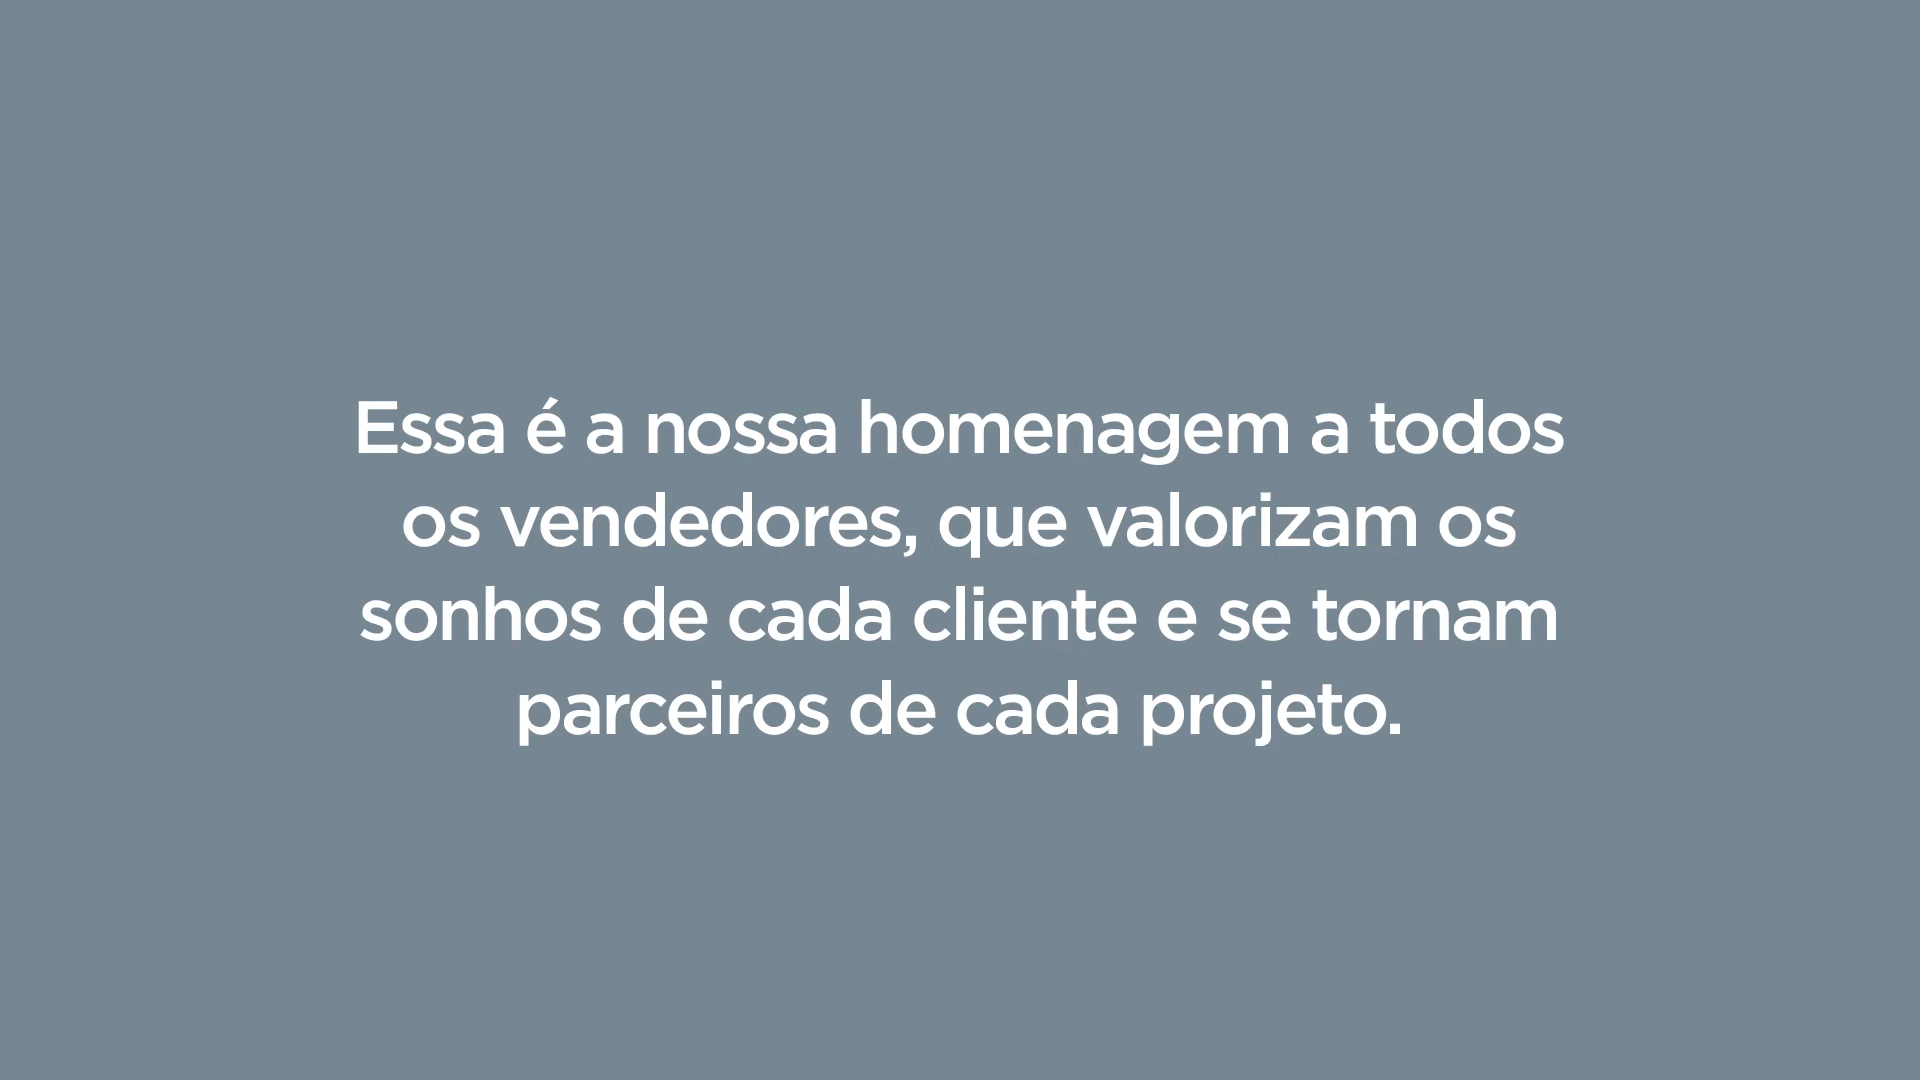 Essa é a nossa homenagem a todos
os vendedores, que valorizam os
sonhos de cada cliente e se tornam
parceiros de cada projeto.